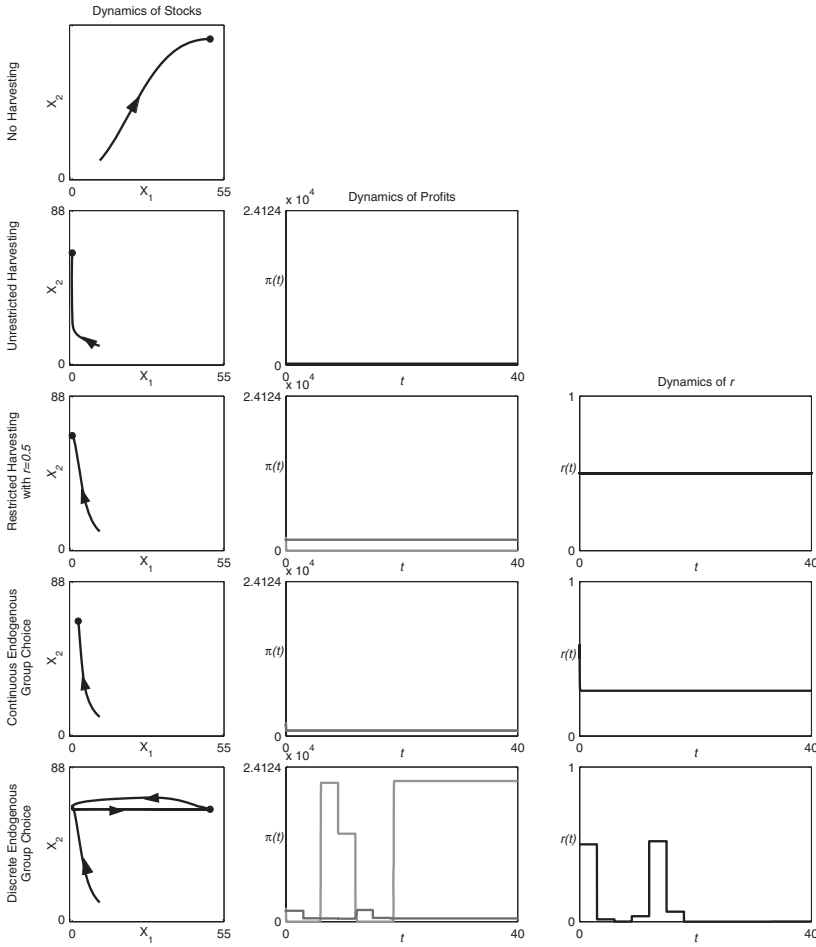 Dynamics of Stocks
No Harvesting
X2
0
0
X1
55
Dynamics of Profits
Unrestricted Harvesting
88
X2
0
0
X1
55
x 10^4
2.4124
π(t)
0
0
t
40
Dynamics of r
Restricted Harvesting
with r=0.5
88
X2
0
0
X1
55
x 10^4
2.4124
π(t)
0
0
t
40
1
r(t)
0
0
t
40
Continuous Endogenous
Group Choice
88
X2
0
0
X1
55
x 10^4
2.4124
π(t)
0
0
t
40
1
r(t)
0
0
t
40
Discrete Endogenous
Group Choice
88
X2
0
0
X1
55
x 10^4
2.4124
π(t)
0
0
t
40
1
r(t)
0
0
t
40